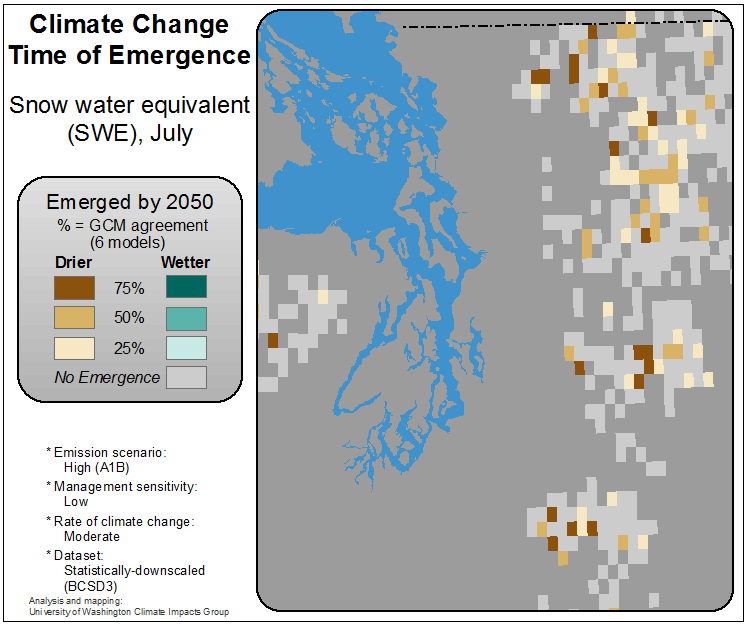 Climate Change
Time of Emergence
Snow water equivalent
(SWE), July
Emerged by 2050
% = GCM agreement
(6 models)
Drier Wetter
75%
50%
25%
No Emergence
* Emission scenario:
High (A1B)
* Management sensitivity:
Low
* Rate of climate change:
Moderate
* Dataset:
Statistically-downscaled
(BCSD3)
Analysis and mapping:
University of Washington Climate Impacts Group